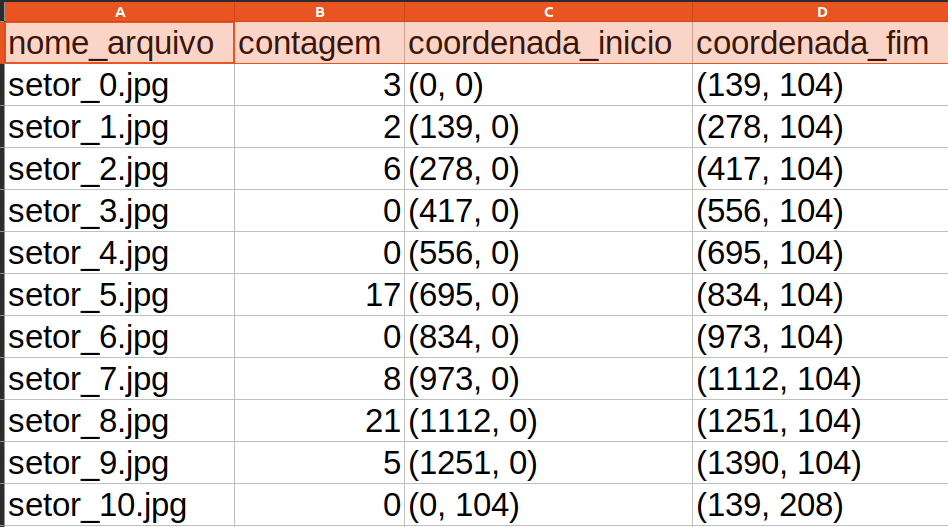 A B C D
nome_arquivo contagem coordenada_inicio coordenada_fim
setor_0.jpg 3 (0, 0) (139, 104)
setor_1.jpg 2 (139, 0) (278, 104)
setor_2.jpg 6 (278, 0) (417, 104)
setor_3.jpg 0 (417, 0) (556, 104)
setor_4.jpg 0 (556, 0) (695, 104)
setor_5.jpg 17 (695, 0) (834, 104)
setor_6.jpg 0 (834, 0) (973, 104)
setor_7.jpg 8 (973, 0) (1112, 104)
setor_8.jpg 21 (1112, 0) (1251, 104)
setor_9.jpg 5 (1251, 0) (1390, 104)
setor_10.jpg 0 (0, 104) (139, 208)